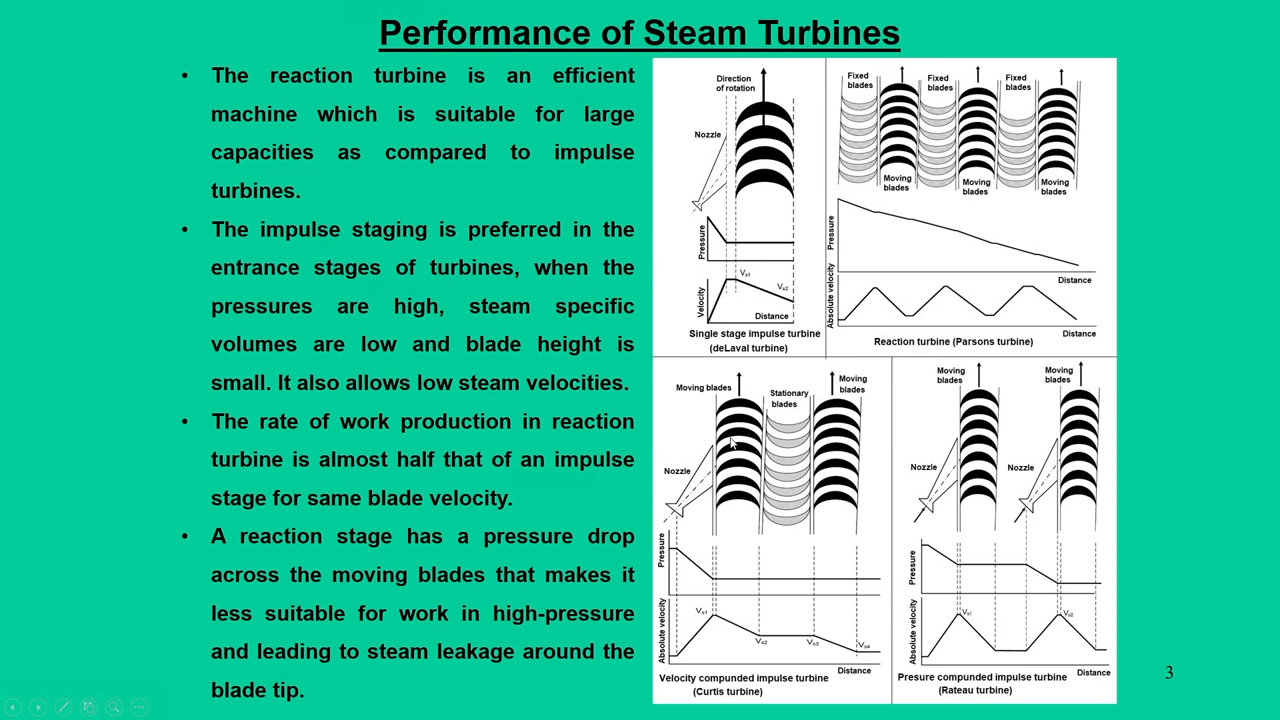 Performance of Steam Turbines
• The reaction turbine is an efficient
machine which is suitable for large
capacities as compared to impulse
turbines.
• The impulse staging is preferred in the
entrance stages of turbines, when the
pressures are high, steam specific
volumes are low and blade height is
small. It also allows low steam velocities.
• The rate of work production in reaction
turbine is almost half that of an impulse
stage for same blade velocity.
• A reaction stage has a pressure drop
across the moving blades that makes it
less suitable for work in high-pressure
and leading to steam leakage around the
blade tip.
Direction
of rotation
Nozzle
Pressure
Velocity
Vs1
Vs2
Distance
Single stage impulse turbine
(deLaval turbine)
Fixed
blades
Fixed
blades
Fixed
blades
Moving
blades
Moving
blades
Moving
blades
Pressure
Distance
Absolute velocity
Distance
Reaction turbine (Parsons turbine)
Moving blades
Stationary
blades
Moving
blades
Nozzle
Pressure
Absolute velocity
Vs1
Vs2
Vs3
Vs4
Distance
Velocity compunded impulse turbine
(Curtis turbine)
Moving
blades
Moving
blades
Nozzle
Nozzle
Pressure
Absolute velocity
Vs1
Vs2
Distance
Presure compunded impulse turbine
(Rateau turbine)
3